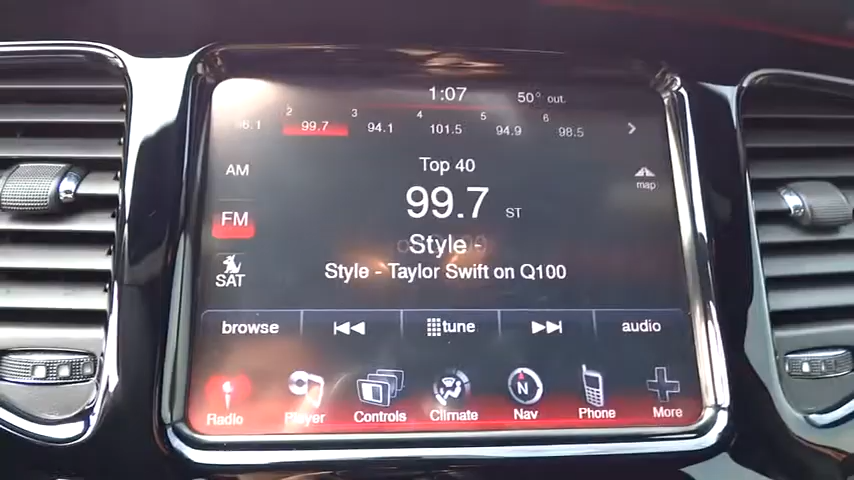 1:07
50° out.
2 3 4 5 6
96.1 99.7 94.1 101.5 94.9 98.5
AM
Top 40
map
FM
99.7 ST
Style -
SAT
Style - Taylor Swift on Q100
browse tune audio
Radio Player Controls Climate Nav Phone More
N